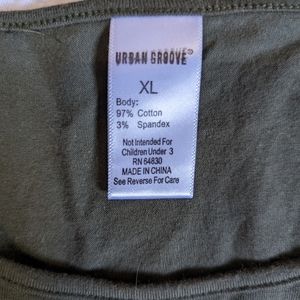 URBAN GROOVE®
XL
Body:
97% Cotton
3% Spandex
Not Intended For
Children Under 3
RN 64830
MADE IN CHINA
See Reverse For Care